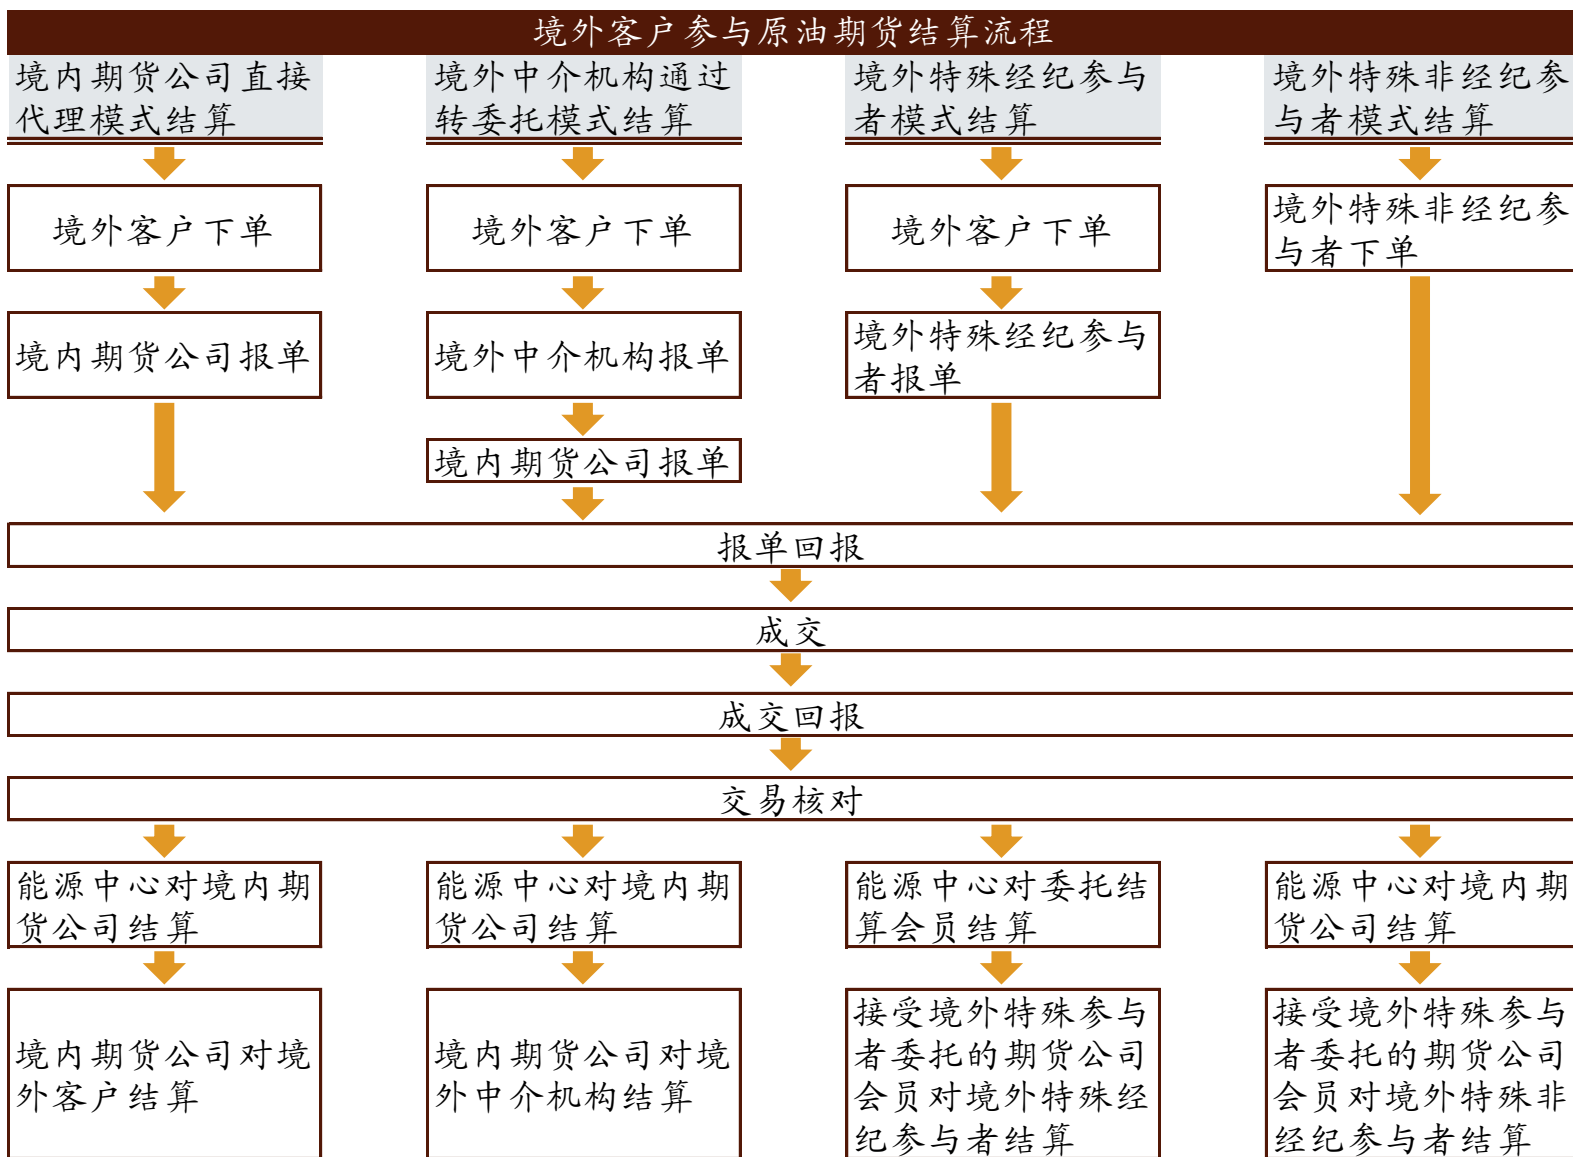 境外客户参与原油期货结算流程
境内期货公司直接
代理模式结算
境外中介机构通过
转委托模式结算
境外特殊经纪参与
者模式结算
境外特殊非经纪参
与者模式结算
境外客户下单
境外客户下单
境外客户下单
境外特殊非经纪参
与者下单
境内期货公司报单
境外中介机构报单
境外特殊经纪参与
者报单
境内期货公司报单
报单回报
成交
成交回报
交易核对
能源中心对境内期
货公司结算
能源中心对境内期
货公司结算
能源中心对委托结
算会员结算
能源中心对境内期
货公司结算
境内期货公司对境
外客户结算
境内期货公司对境
外中介机构结算
接受境外特殊参与
者委托的期货公司
会员对境外特殊经
纪参与者结算
接受境外特殊参与
者委托的期货公司
会员对境外特殊非
经纪参与者结算